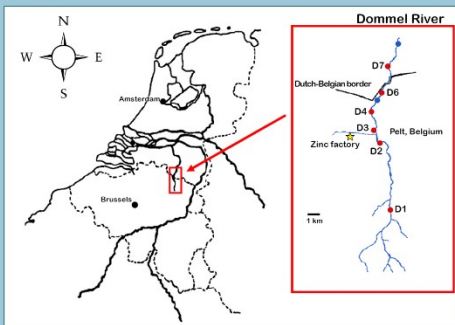 Dommel River
N
W
E
S
Amsterdam
Brussels
D7
Dutch-Belgian border
D6
D4
D3
Pelt, Belgium
Zinc factory
D2
D1
1 km